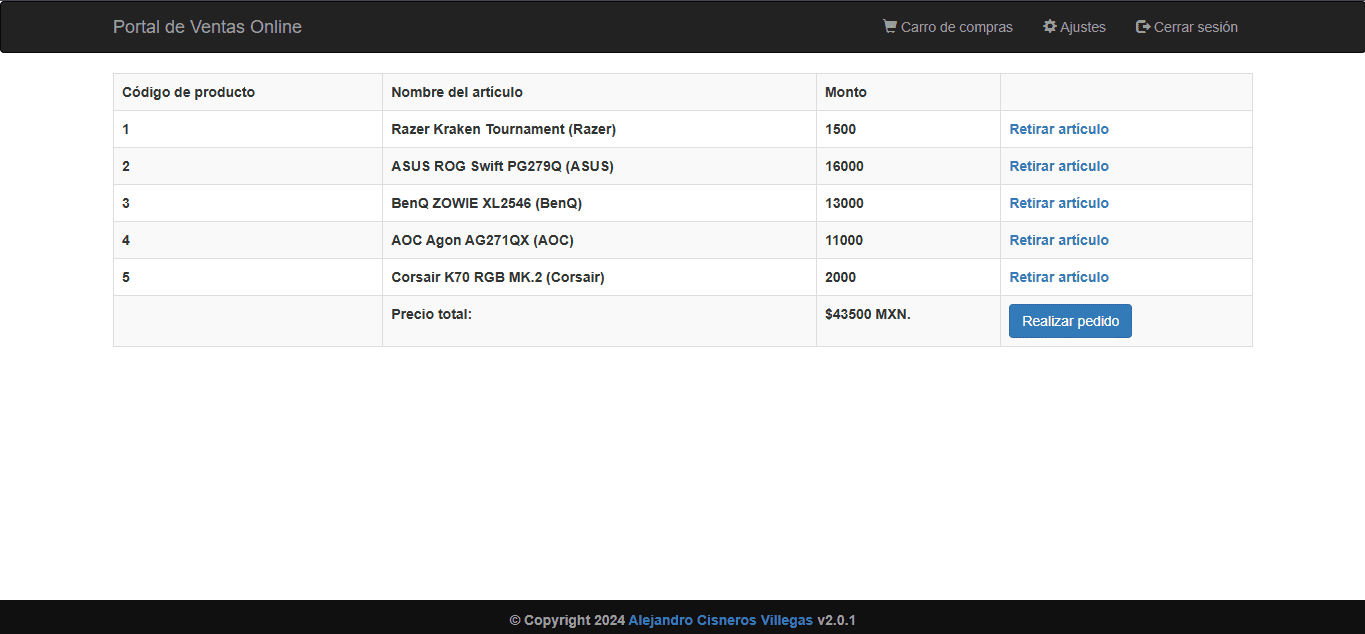 Portal de Ventas Online Carro de compras Ajustes Cerrar sesión
Código de producto Nombre del artículo Monto
1 Razer Kraken Tournament (Razer) 1500 Retirar artículo
2 ASUS ROG Swift PG279Q (ASUS) 16000 Retirar artículo
3 BenQ ZOWIE XL2546 (BenQ) 13000 Retirar artículo
4 AOC Agon AG271QX (AOC) 11000 Retirar artículo
5 Corsair K70 RGB MK.2 (Corsair) 2000 Retirar artículo
Precio total: $43500 MXN. Realizar pedido
© Copyright 2024 Alejandro Cisneros Villegas v2.0.1